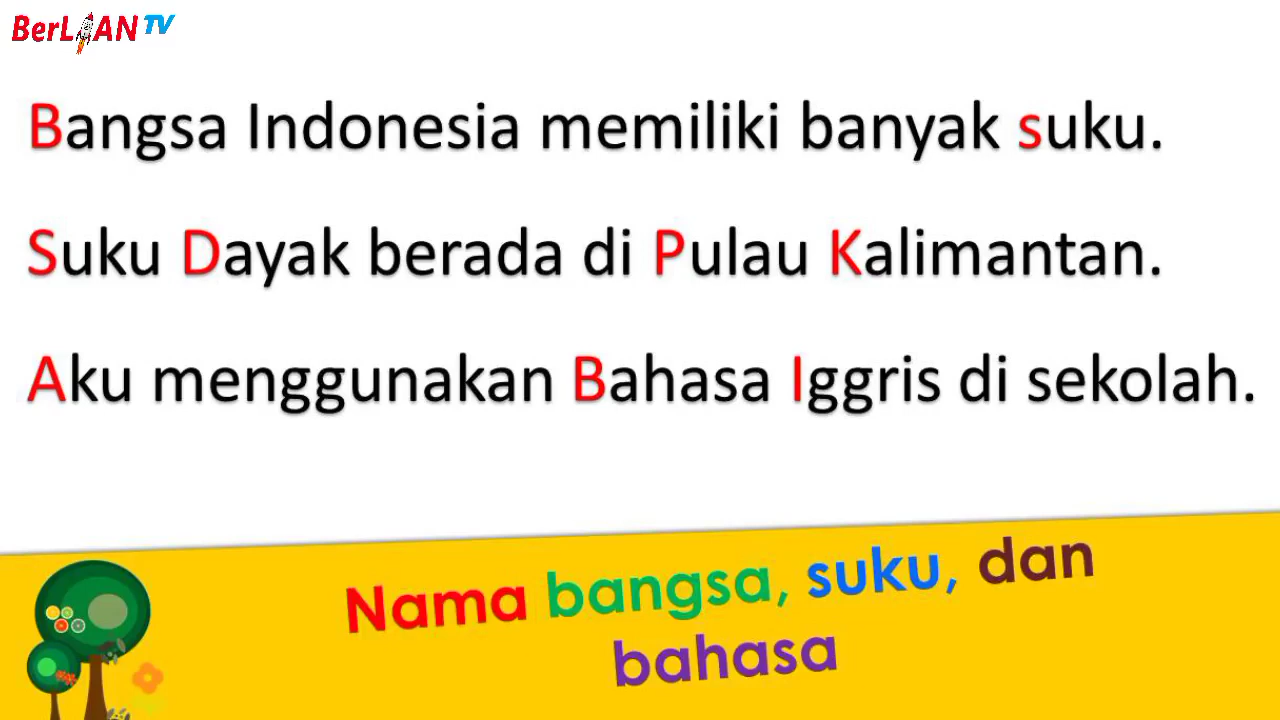 BerLIAN TV
Bangsa Indonesia memiliki banyak suku.
Suku Dayak berada di Pulau Kalimantan.
Aku menggunakan Bahasa Iggris di sekolah.
Nama bangsa, suku, dan
bahasa